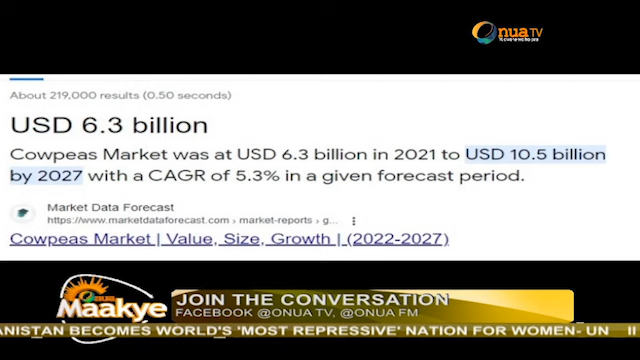 Onua TV
About 219,000 results (0.50 seconds)
USD 6.3 billion
Cowpeas Market was at USD 6.3 billion in 2021 to USD 10.5 billion
by 2027 with a CAGR of 5.3% in a given forecast period.
Market Data Forecast
https://www.marketdataforecast.com › market-reports › g...
Cowpeas Market | Value, Size, Growth | (2022-2027)
Onua
Maakye
JOIN THE CONVERSATION
FACEBOOK @ONUA TV, @ONUA FM
ANISTAN BECOMES WORLD'S 'MOST REPRESSIVE' NATION FOR WOMEN- UN II